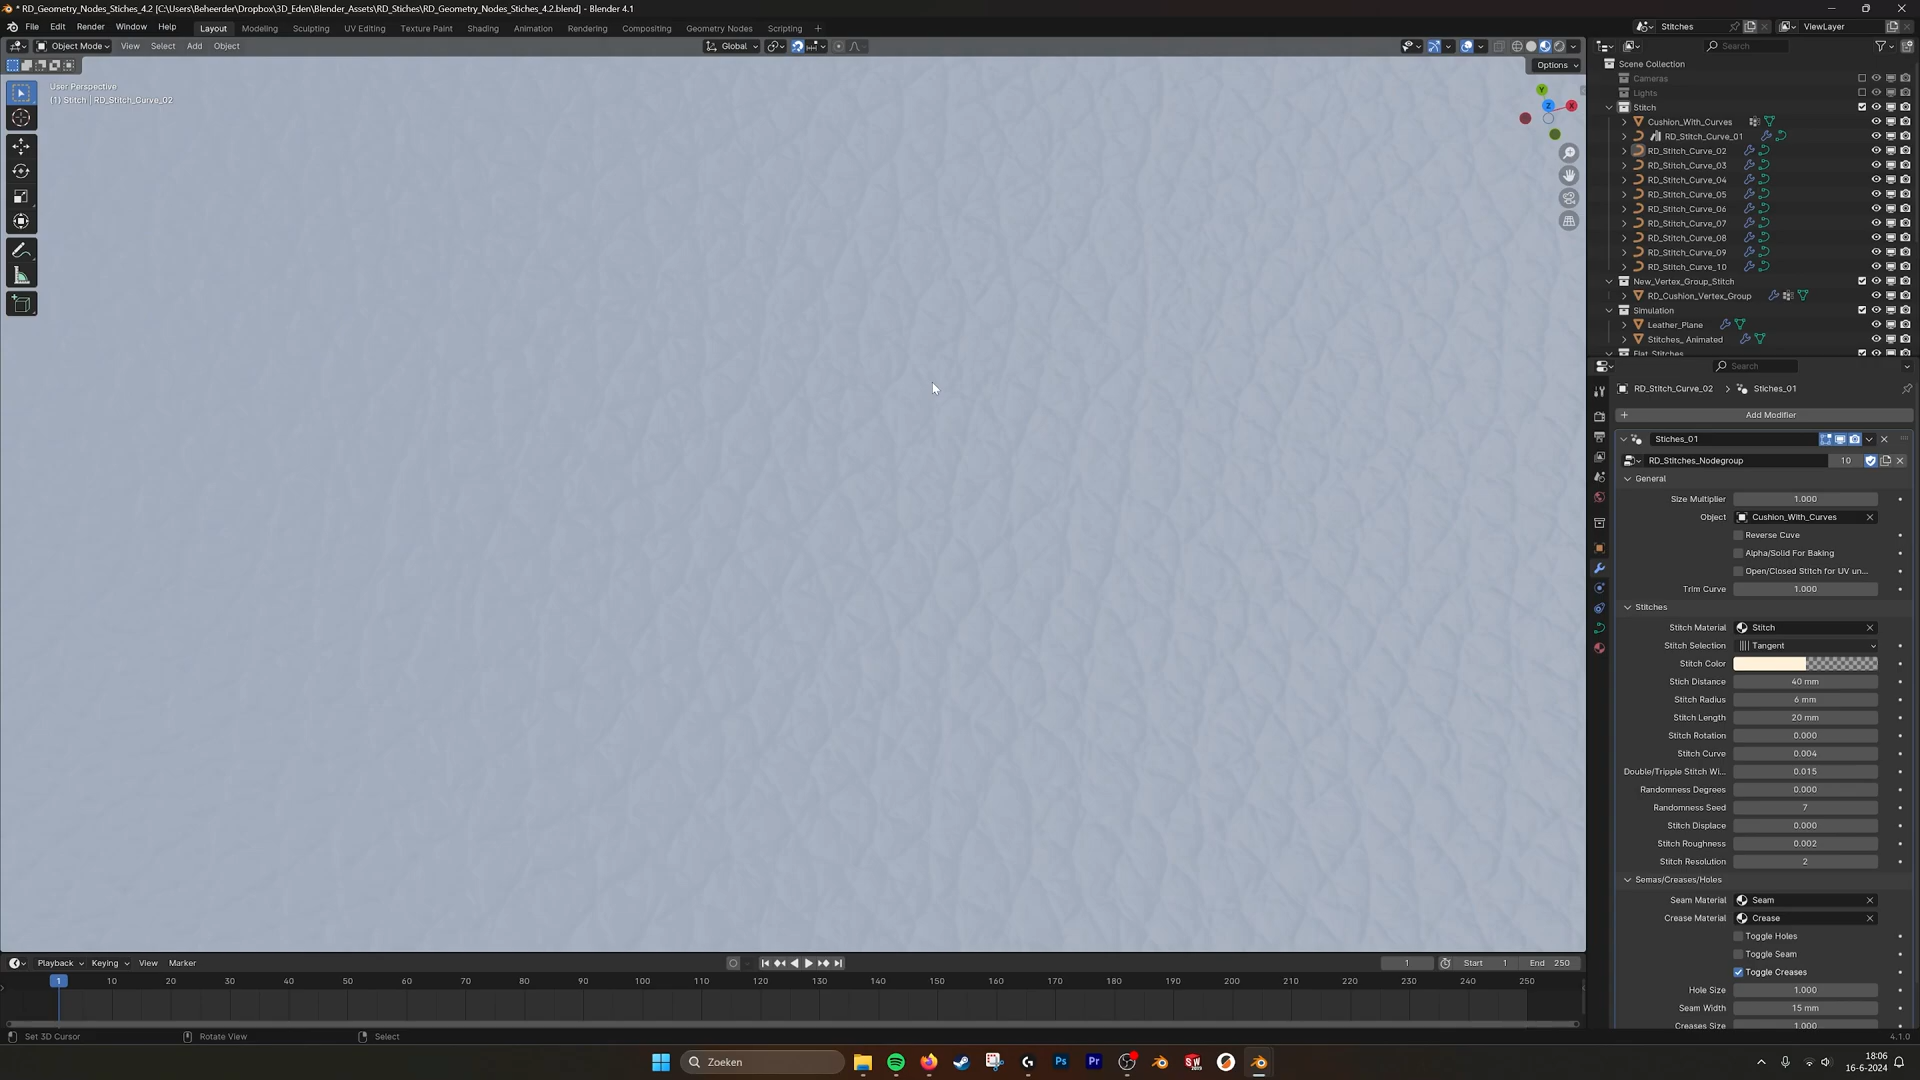 * RD_Geometry_Nodes_Stiches_4.2 [C:\Users\Beheerder\Dropbox\3D_Eden\Blender_Assets\RD_Stiches\RD_Geometry_Nodes_Stiches_4.2.blend] - Blender 4.1
File Edit Render Window Help Layout Modeling Sculpting UV Editing Texture Paint Shading Animation Rendering Compositing Geometry Nodes Scripting + Stitches ViewLayer
Object Mode View Select Add Object Global Search
Options
User Perspective
(1) Stitch | RD_Stitch_Curve_02
Y
Z X
Scene Collection
Cameras
Lights
Stitch
Cushion_With_Curves
RD_Stitch_Curve_01
RD_Stitch_Curve_02
RD_Stitch_Curve_03
RD_Stitch_Curve_04
RD_Stitch_Curve_05
RD_Stitch_Curve_06
RD_Stitch_Curve_07
RD_Stitch_Curve_08
RD_Stitch_Curve_09
RD_Stitch_Curve_10
New_Vertex_Group_Stitch
RD_Cushion_Vertex_Group
Simulation
Leather_Plane
Stitches_ Animated
Flat_Stitches
Search
RD_Stitch_Curve_02 > Stiches_01
+ Add Modifier
Stiches_01
RD_Stitches_Nodegroup 10
General
Size Multiplier 1.000
Object Cushion_With_Curves
Reverse Cuve
Alpha/Solid For Baking
Open/Closed Stitch for UV un...
Trim Curve 1.000
Stitches
Stitch Material Stitch
Stitch Selection Tangent
Stitch Color
Stich Distance 40 mm
Stitch Radius 6 mm
Stitch Length 20 mm
Stitch Rotation 0.000
Stitch Curve 0.004
Double/Tripple Stitch Wi... 0.015
Randomness Degrees 0.000
Randomness Seed 7
Stitch Displace 0.000
Stitch Roughness 0.002
Stitch Resolution 2
Semas/Creases/Holes
Seam Material Seam
Crease Material Crease
Toggle Holes
Toggle Seam
Toggle Creases
Hole Size 1.000
Seam Width 15 mm
Creases Size 1.000
Playback Keying View Marker 1 Start 1 End 250
1 10 20 30 40 50 60 70 80 90 100 110 120 130 140 150 160 170 180 190 200 210 220 230 240 250
Set 3D Cursor Rotate View Select 4.1.0
Zoeken Ps Pr SW 18:06
16-6-2024